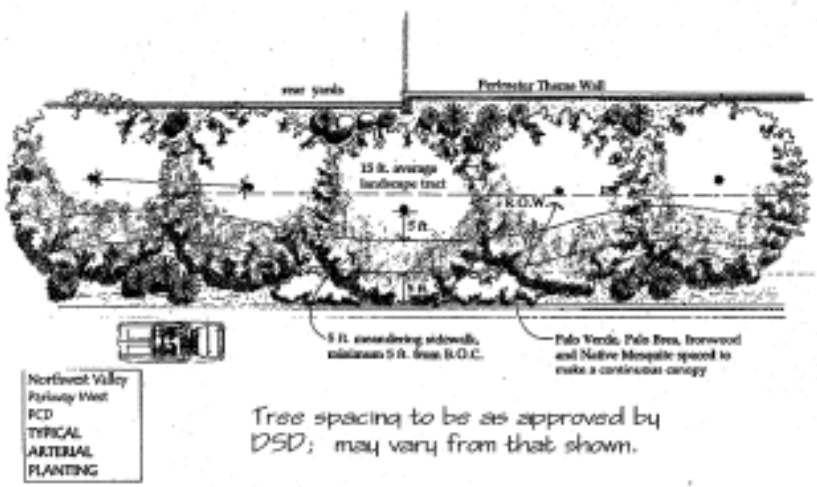 rear yards
Perimeter Theme Wall
15 ft. average
landscape tract
R.O.W.
5 ft.
5 ft.
5 ft. meandering sidewalk,
minimum 5 ft. from B.O.C.
Palo Verde, Palo Brea, Ironwood
and Native Mesquite spaced to
make a continuous canopy
Northwest Valley
Parkway West
PCD
TYPICAL
ARTERIAL
PLANTING
Tree spacing to be as approved by
DSD; may vary from that shown.